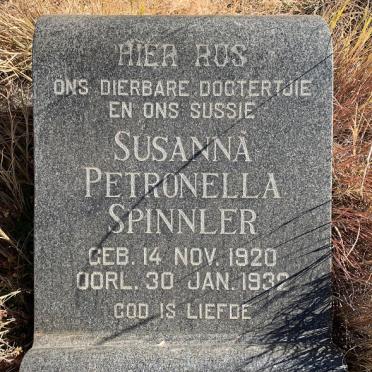 HIER RUS
ONS DIERBARE DOGTERTJIE
EN ONS SUSSIE
SUSANNA
PETRONELLA
SPINNLER
GEB. 14 NOV. 1920
OORL. 30 JAN. 1932
GOD IS LIEFDE